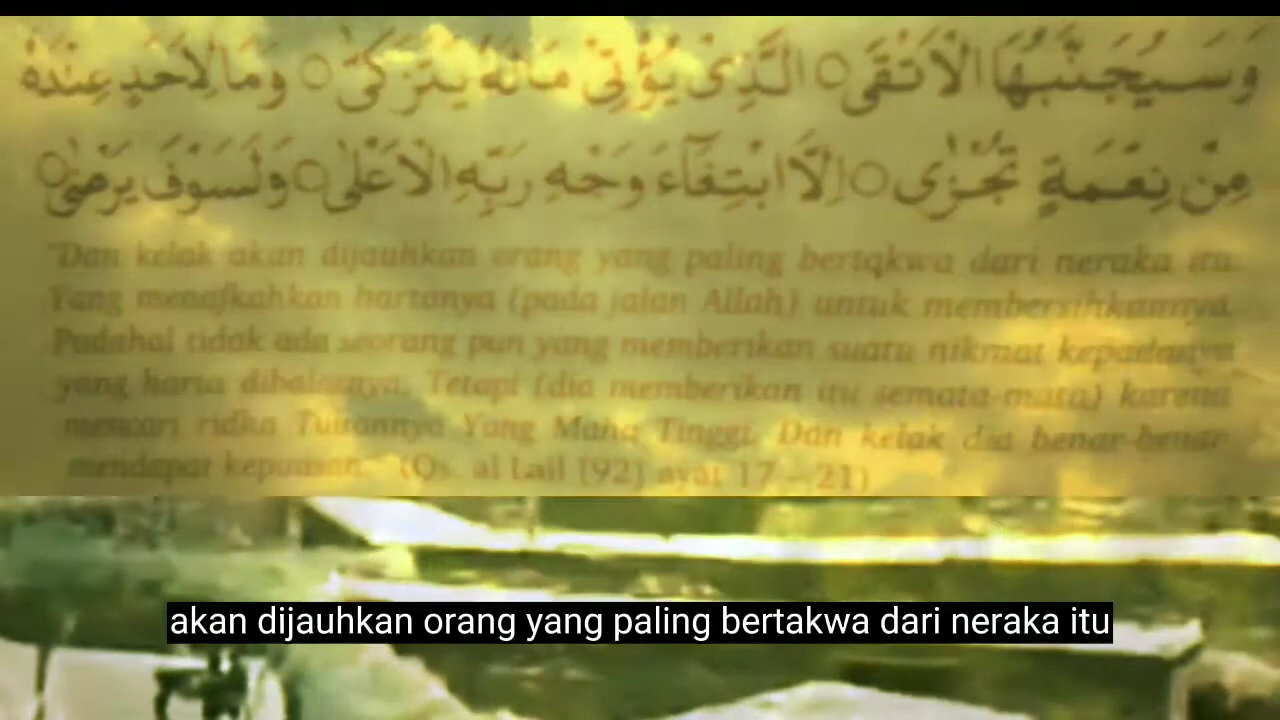 وَسَيُجَنَّبُهَا الْاَتْقَى ○ الَّذِيْ يُؤْتِيْ مَالَهٗ يَتَزَكّٰى ○ وَمَا لِاَحَدٍ عِنْدَهٗ
مِنْ نِّعْمَةٍ تُجْزٰٓى ○ اِلَّا ابْتِغَآءَ وَجْهِ رَبِّهِ الْاَعْلٰى ○ وَلَسَوْفَ يَرْضٰى ○
"Dan kelak akan dijauhkan orang yang paling bertqkwa dari neraka itu.
Yang menafkahkan hartanya (pada jalan Allah) untuk membersihkannya.
Padahal tidak ada seorang pun yang memberikan suatu nikmat kepadanya
yang harus dibalasnya. Tetapi (dia memberikan itu semata-mata) karena
mencari ridha Tuhannya Yang Maha Tinggi. Dan kelak dia benar-benar
mendapat kepuasan." (Qs. al Lail [92] ayat 17 - 21)
akan dijauhkan orang yang paling bertakwa dari neraka itu